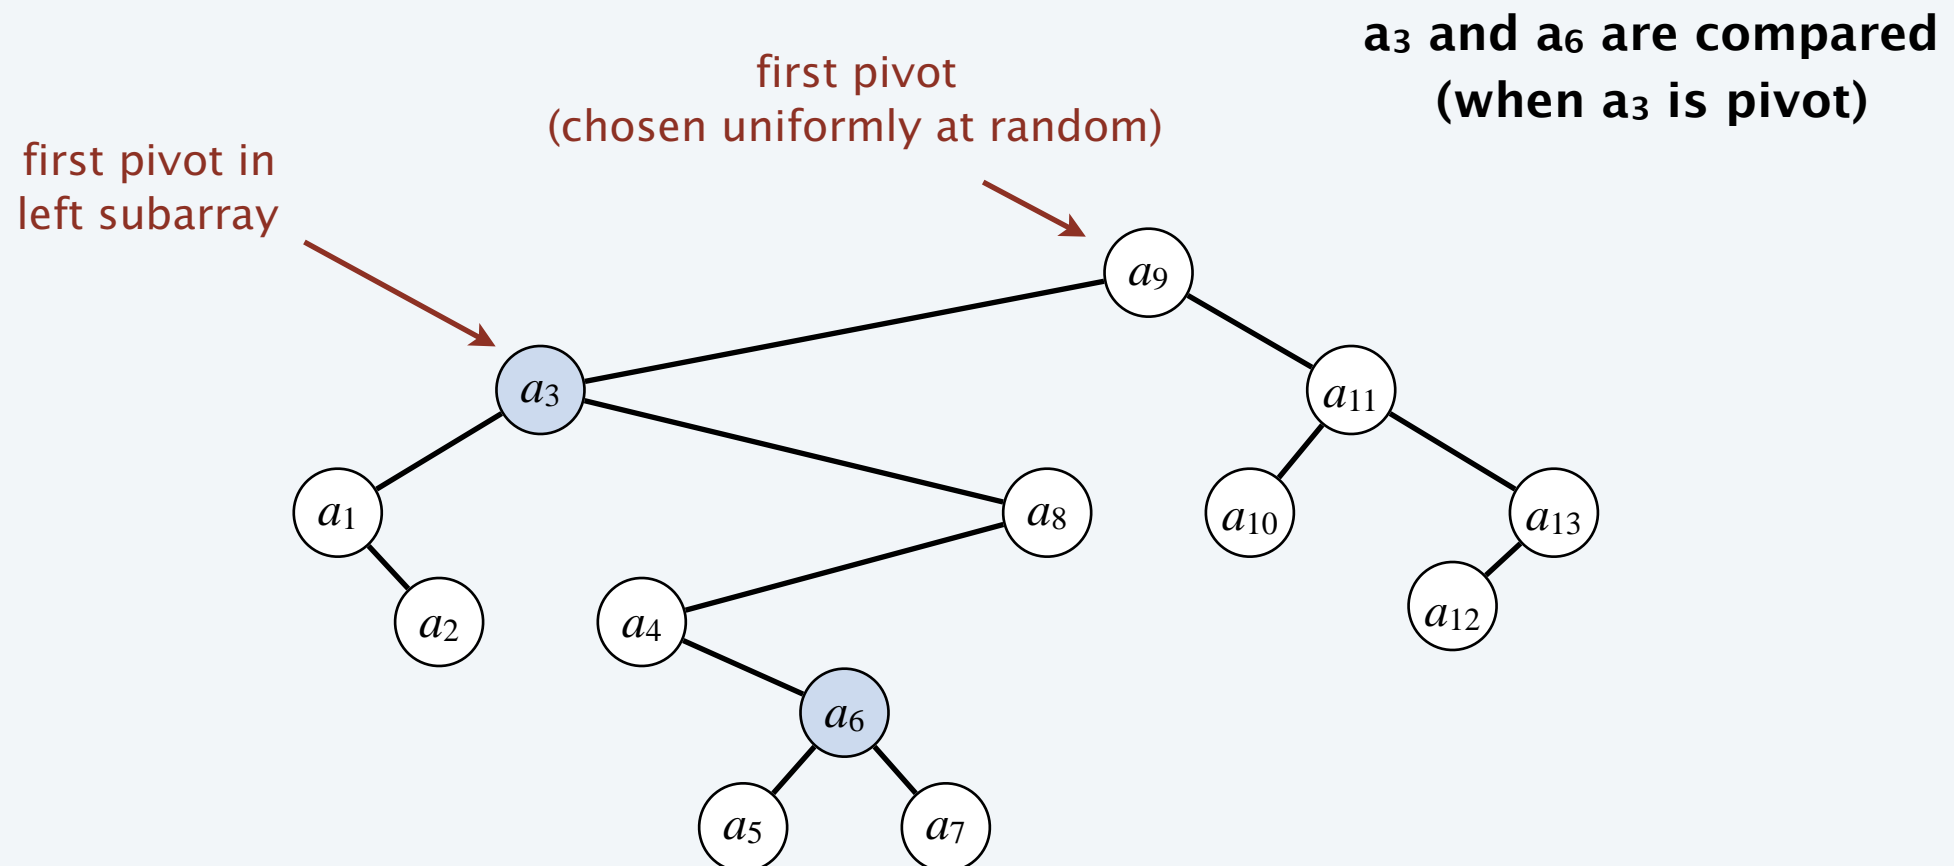 a₃ and a₆ are compared
(when a₃ is pivot)
first pivot
(chosen uniformly at random)
first pivot in
left subarray
a₉
a₃
a₁₁
a₁
a₈
a₁₀
a₁₃
a₂
a₄
a₁₂
a₆
a₅
a₇